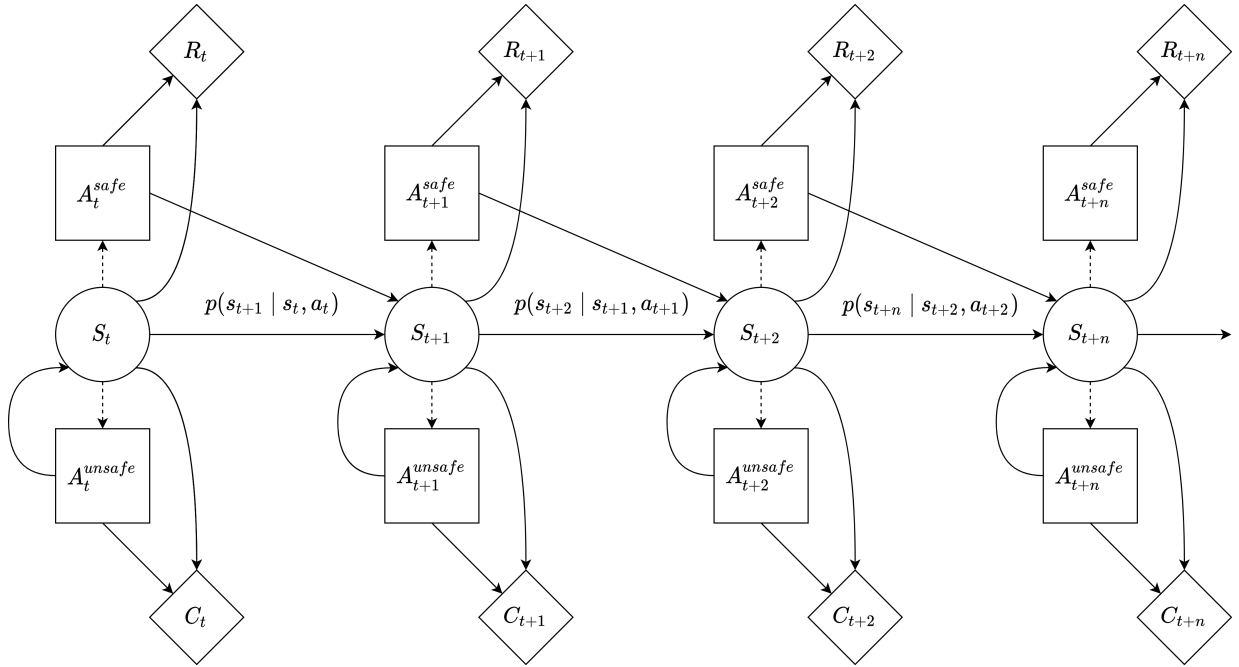 R_t
R_{t+1}
R_{t+2}
R_{t+n}
A_t^{safe}
A_{t+1}^{safe}
A_{t+2}^{safe}
A_{t+n}^{safe}
p(s_{t+1} | s_t, a_t)
p(s_{t+2} | s_{t+1}, a_{t+1})
p(s_{t+n} | s_{t+2}, a_{t+2})
S_t
S_{t+1}
S_{t+2}
S_{t+n}
A_t^{unsafe}
A_{t+1}^{unsafe}
A_{t+2}^{unsafe}
A_{t+n}^{unsafe}
C_t
C_{t+1}
C_{t+2}
C_{t+n}